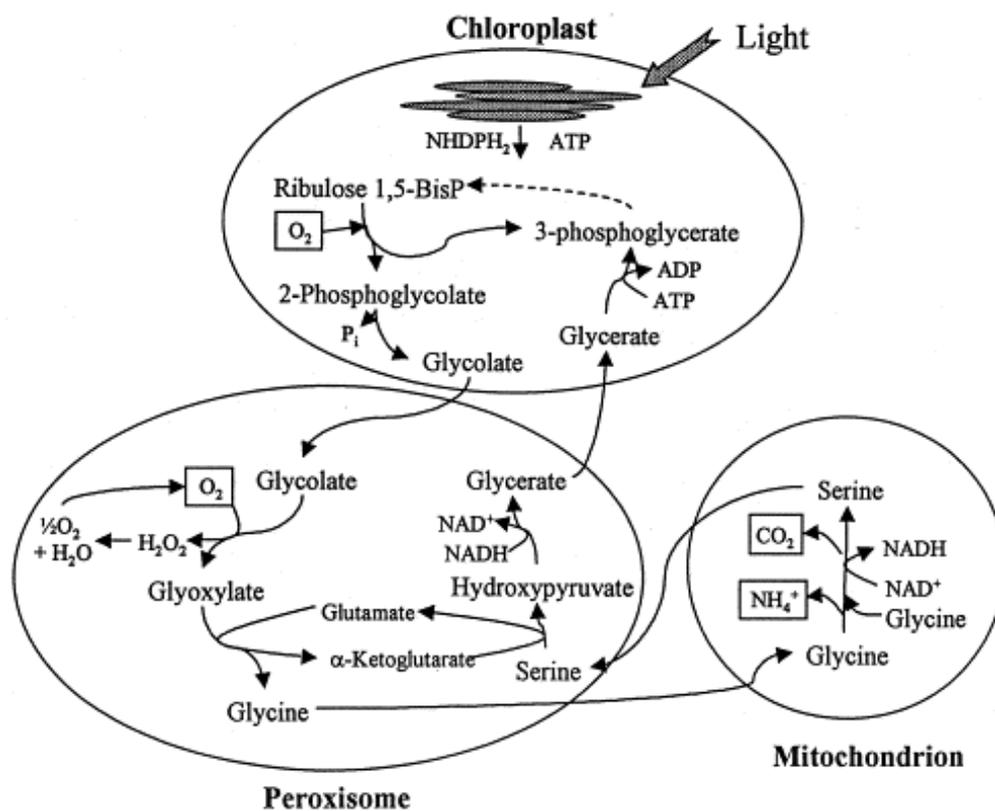 Chloroplast
Light
NHDPH₂ ATP
Ribulose 1,5-BisP
O₂
3-phosphoglycerate
ADP
ATP
2-Phosphoglycolate
Pᵢ
Glycerate
Glycolate
Glycolate
O₂
½O₂
+ H₂O
H₂O₂
Glyoxylate
Glutamate
α-Ketoglutarate
Glycine
Glycerate
NAD⁺
NADH
Hydroxypyruvate
Serine
Serine
CO₂
NADH
NAD⁺
NH₄⁺
Glycine
Glycine
Mitochondrion
Peroxisome